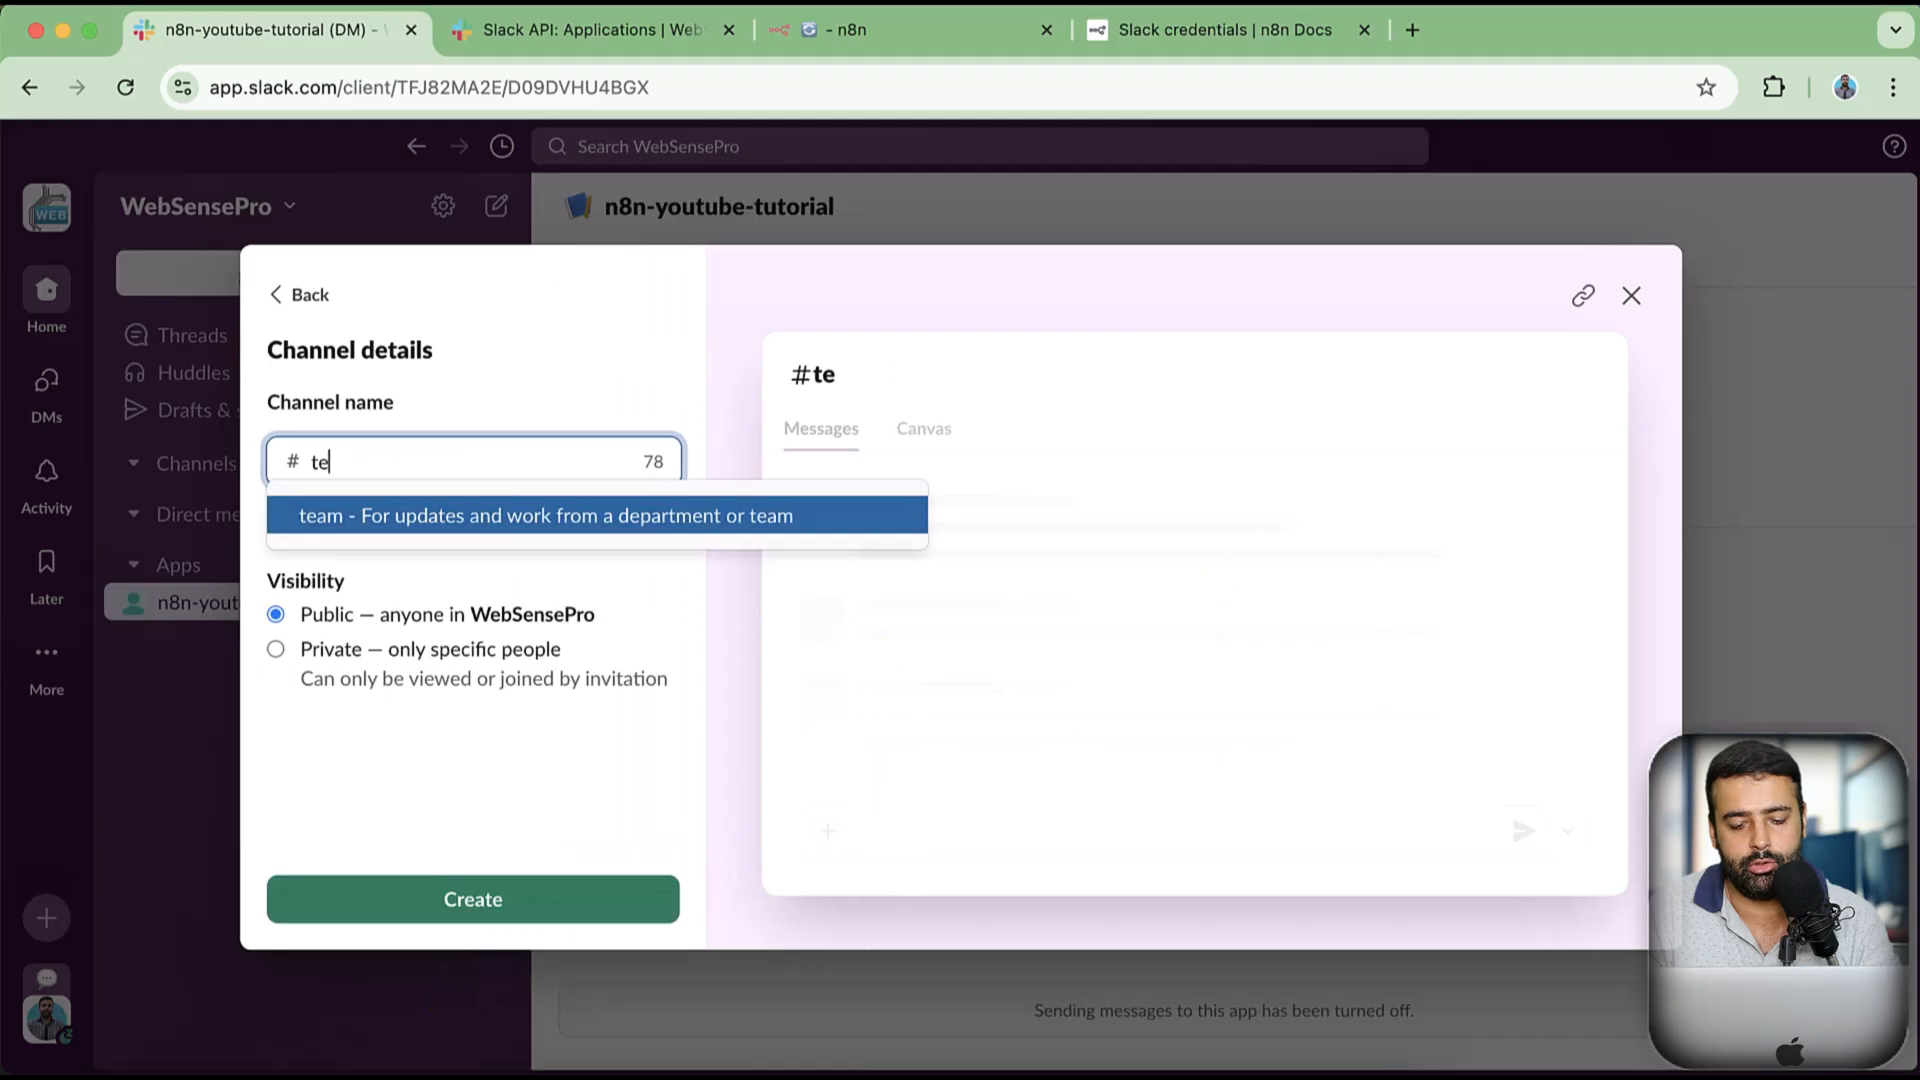 n8n-youtube-tutorial (DM) -
Slack API: Applications | Web
- n8n
Slack credentials | n8n Docs
app.slack.com/client/TFJ82MA2E/D09DVHU4BGX
Search WebSensePro
WEB
WebSensePro
n8n-youtube-tutorial
Home
Threads
Huddles
Drafts &
DMs
Channels
Activity
Direct me
Apps
n8n-yout
Later
More
Back
Channel details
Channel name
# te
78
team - For updates and work from a department or team
Visibility
Public — anyone in WebSensePro
Private — only specific people
Can only be viewed or joined by invitation
Create
#te
Messages
Canvas
Sending messages to this app has been turned off.